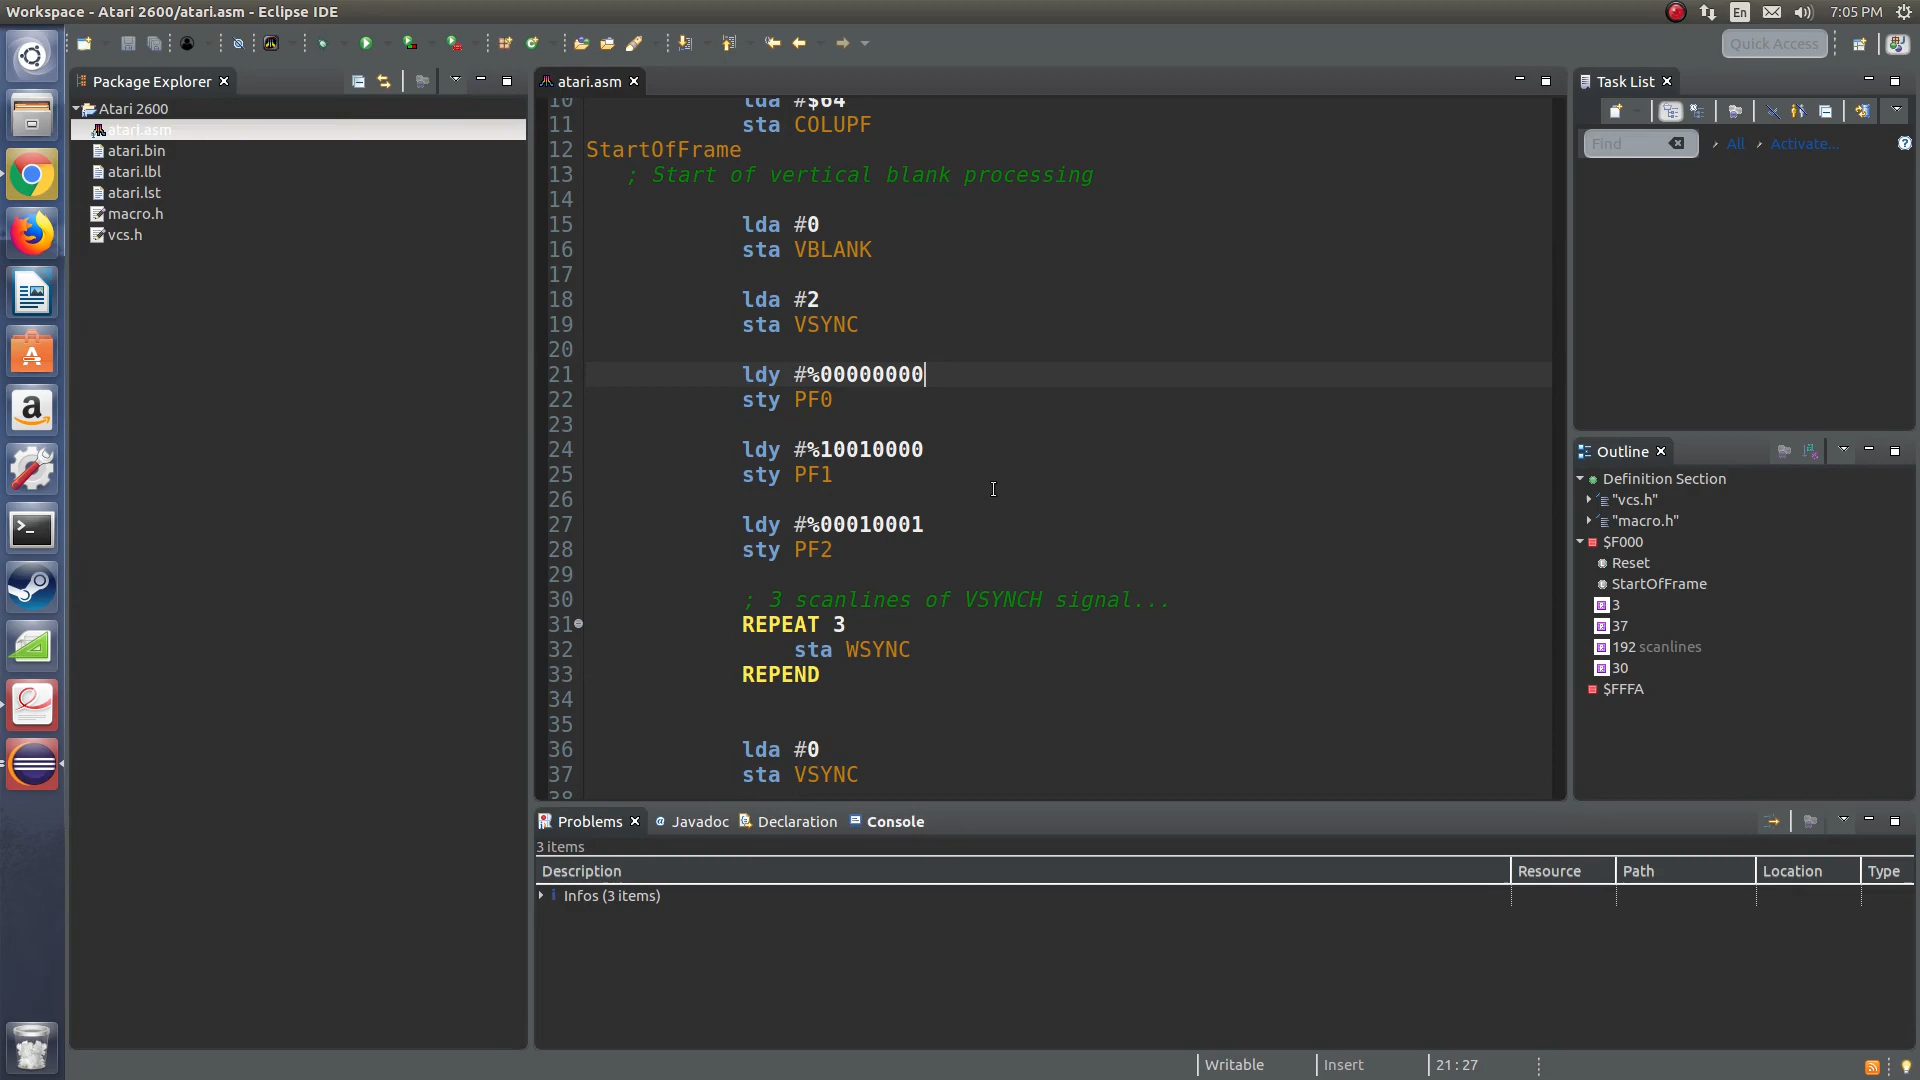 Workspace - Atari 2600/atari.asm - Eclipse IDE
En
7:05 PM
Quick Access
Package Explorer
Atari 2600
atari.asm
atari.bin
atari.lbl
atari.lst
macro.h
vcs.h
atari.asm
10 lda #$64
11 sta COLUPF
12 StartOfFrame
13 ; Start of vertical blank processing
14
15 lda #0
16 sta VBLANK
17
18 lda #2
19 sta VSYNC
20
21 ldy #%00000000
22 sty PF0
23
24 ldy #%10010000
25 sty PF1
26
27 ldy #%00010001
28 sty PF2
29
30 ; 3 scanlines of VSYNCH signal...
31 REPEAT 3
32 sta WSYNC
33 REPEND
34
35
36 lda #0
37 sta VSYNC
38
Task List
Find
All
Activate...
Outline
Definition Section
"vcs.h"
"macro.h"
$F000
Reset
StartOfFrame
3
37
192 scanlines
30
$FFFA
Problems
Javadoc
Declaration
Console
3 items
Description
Resource
Path
Location
Type
Infos (3 items)
Writable
Insert
21 : 27